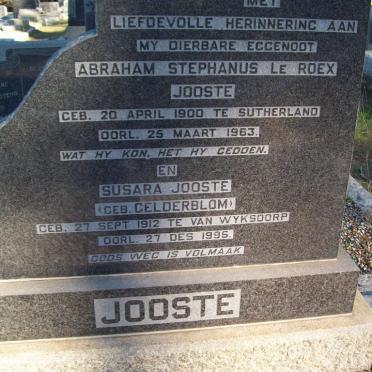 MET
LIEFDEVOLLE HERINNERING AAN
MY DIERBARE EGGENOOT
ABRAHAM STEPHANUS LE ROEX
JOOSTE
GEB. 20 APRIL 1900 TE SUTHERLAND
OORL. 25 MAART 1963.
WAT HY KON, HET HY GEDOEN.
EN
SUSARA JOOSTE
(GEB. GELDERBLOM)
GEB. 27 SEPT 1912 TE VAN WYKSDORP
OORL. 27 DES 1995.
GODS WEG IS VOLMAAK
JOOSTE